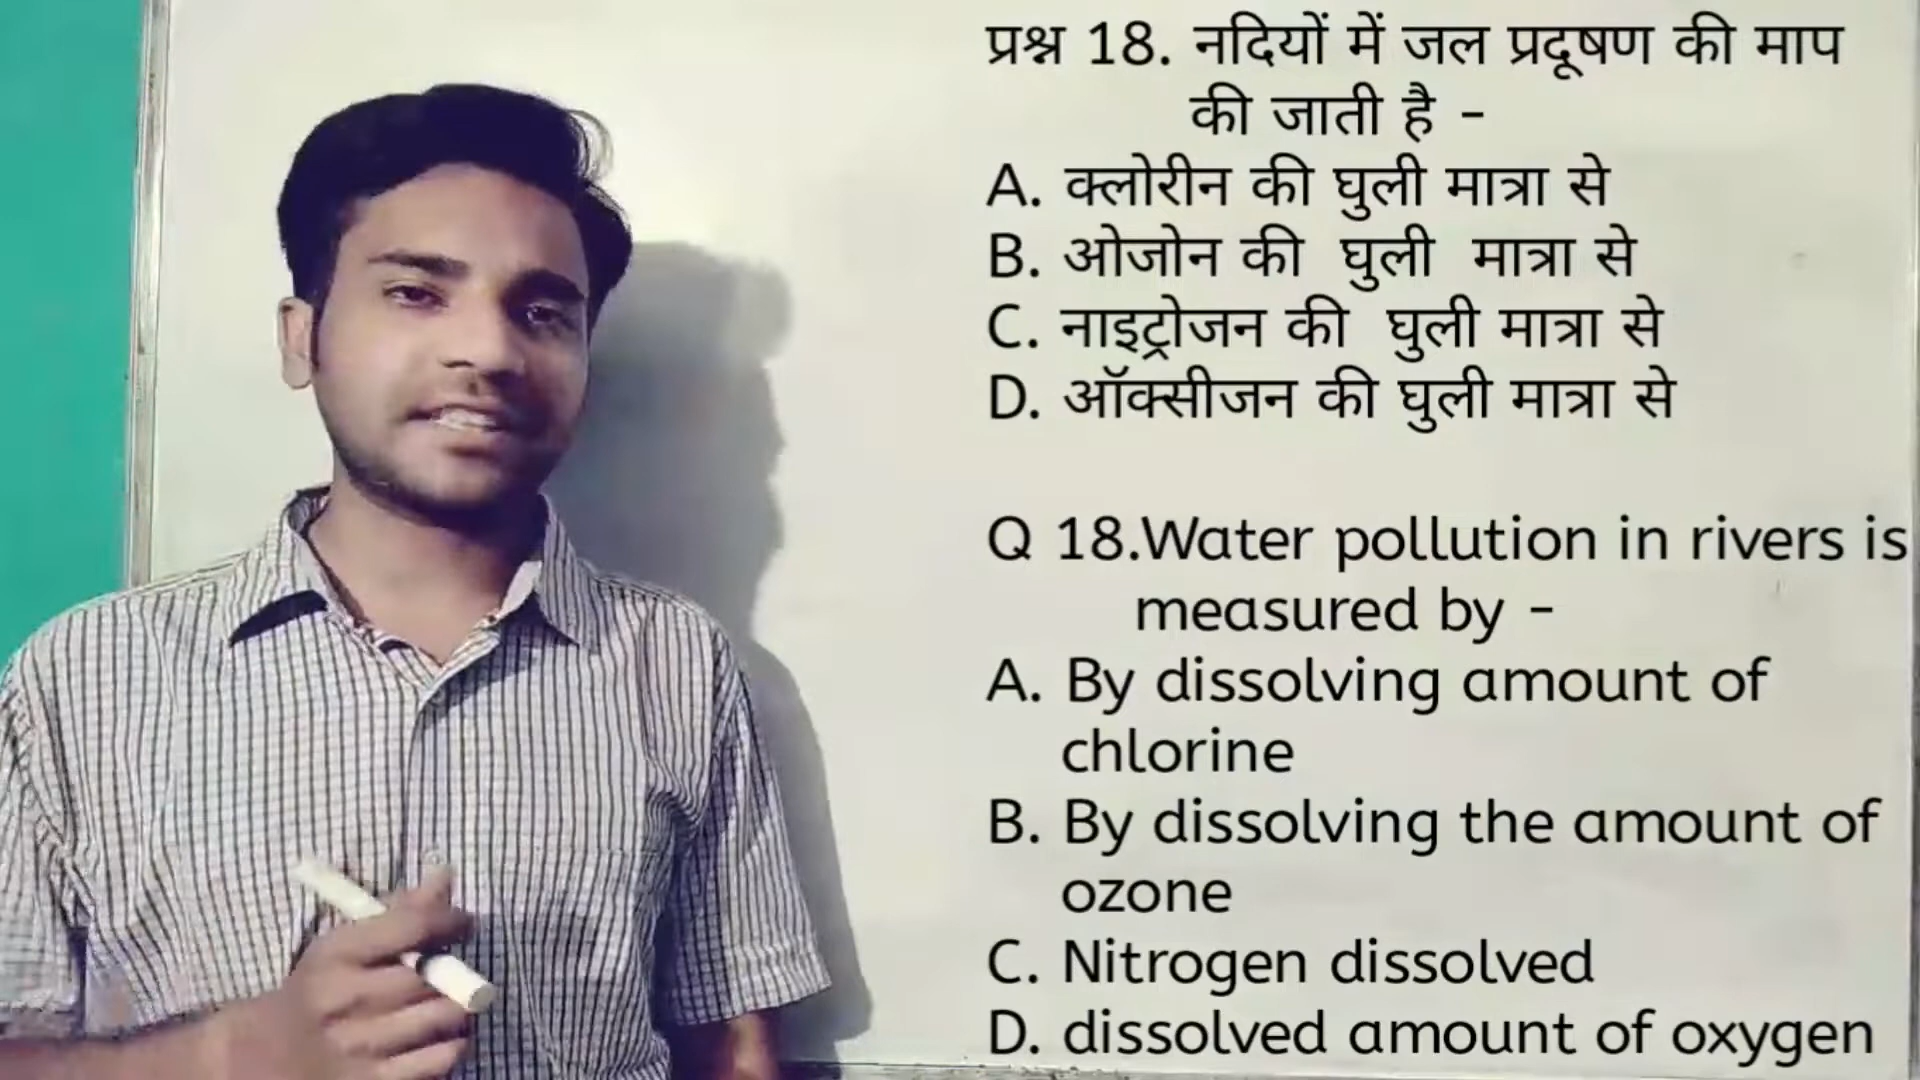 प्रश्न 18. नदियों में जल प्रदूषण की माप
की जाती है -
A. क्लोरीन की घुली मात्रा से
B. ओजोन की घुली मात्रा से
C. नाइट्रोजन की घुली मात्रा से
D. ऑक्सीजन की घुली मात्रा से
Q 18.Water pollution in rivers is
measured by -
A. By dissolving amount of
chlorine
B. By dissolving the amount of
ozone
C. Nitrogen dissolved
D. dissolved amount of oxygen